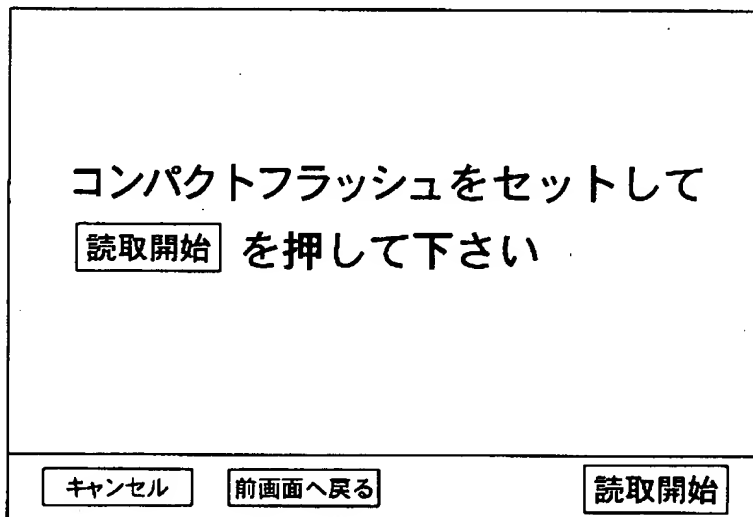 コンパクトフラッシュをセットして
読取開始 を押して下さい
キャンセル 前画面へ戻る 読取開始